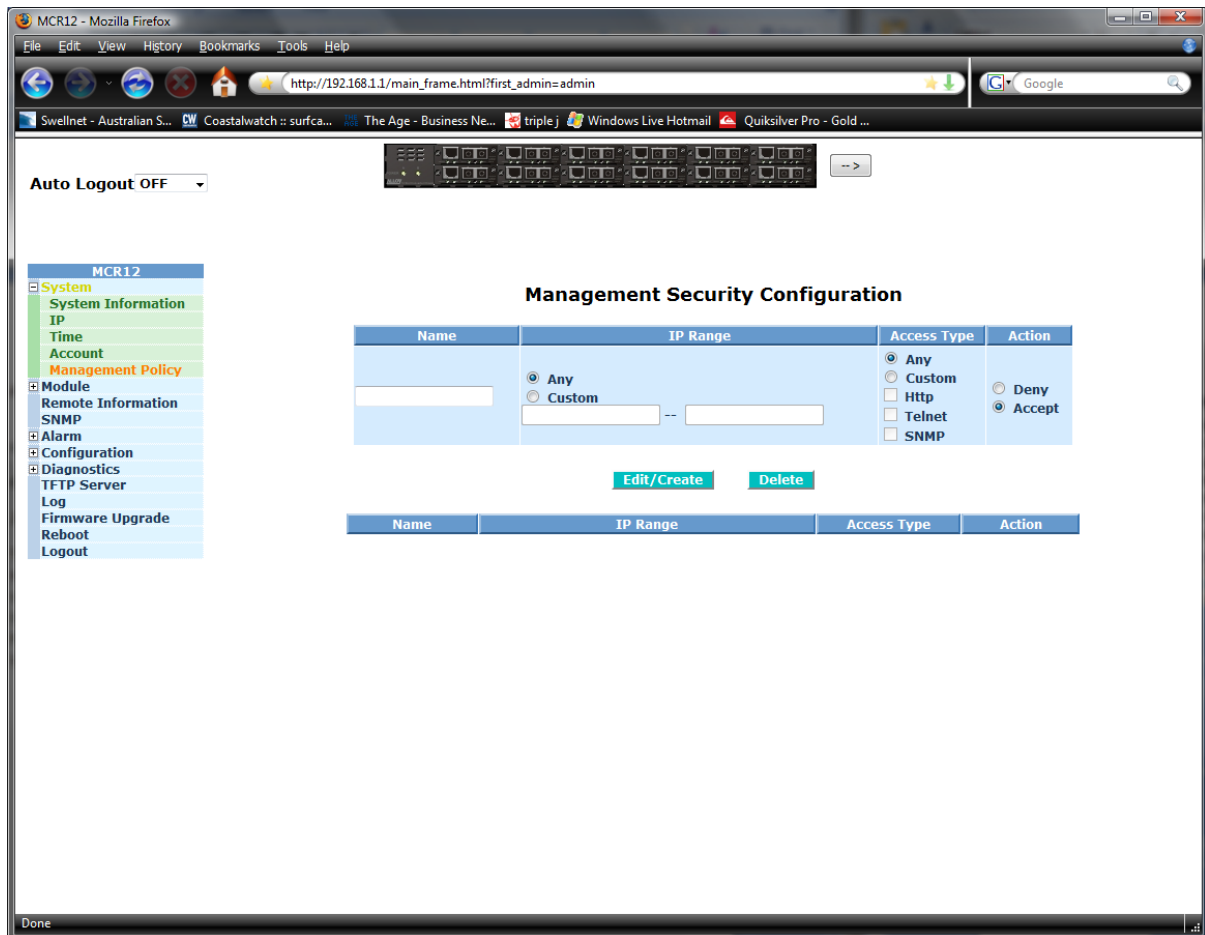 MCR12 - Mozilla Firefox
File Edit View History Bookmarks Tools Help
http://192.168.1.1/main_frame.html?first_admin=admin
G Google
Swellnet - Australian S... CW Coastalwatch :: surfca... THE AGE The Age - Business Ne... triple j Windows Live Hotmail Quiksilver Pro - Gold ...
Auto Logout OFF
-->
MCR12
System
System Information
IP
Time
Account
Management Policy
Module
Remote Information
SNMP
Alarm
Configuration
Diagnostics
TFTP Server
Log
Firmware Upgrade
Reboot
Logout
Management Security Configuration
Name IP Range Access Type Action
Any
Custom
--
Any
Custom
Http
Telnet
SNMP
Deny
Accept
Edit/Create Delete
Name IP Range Access Type Action
Done